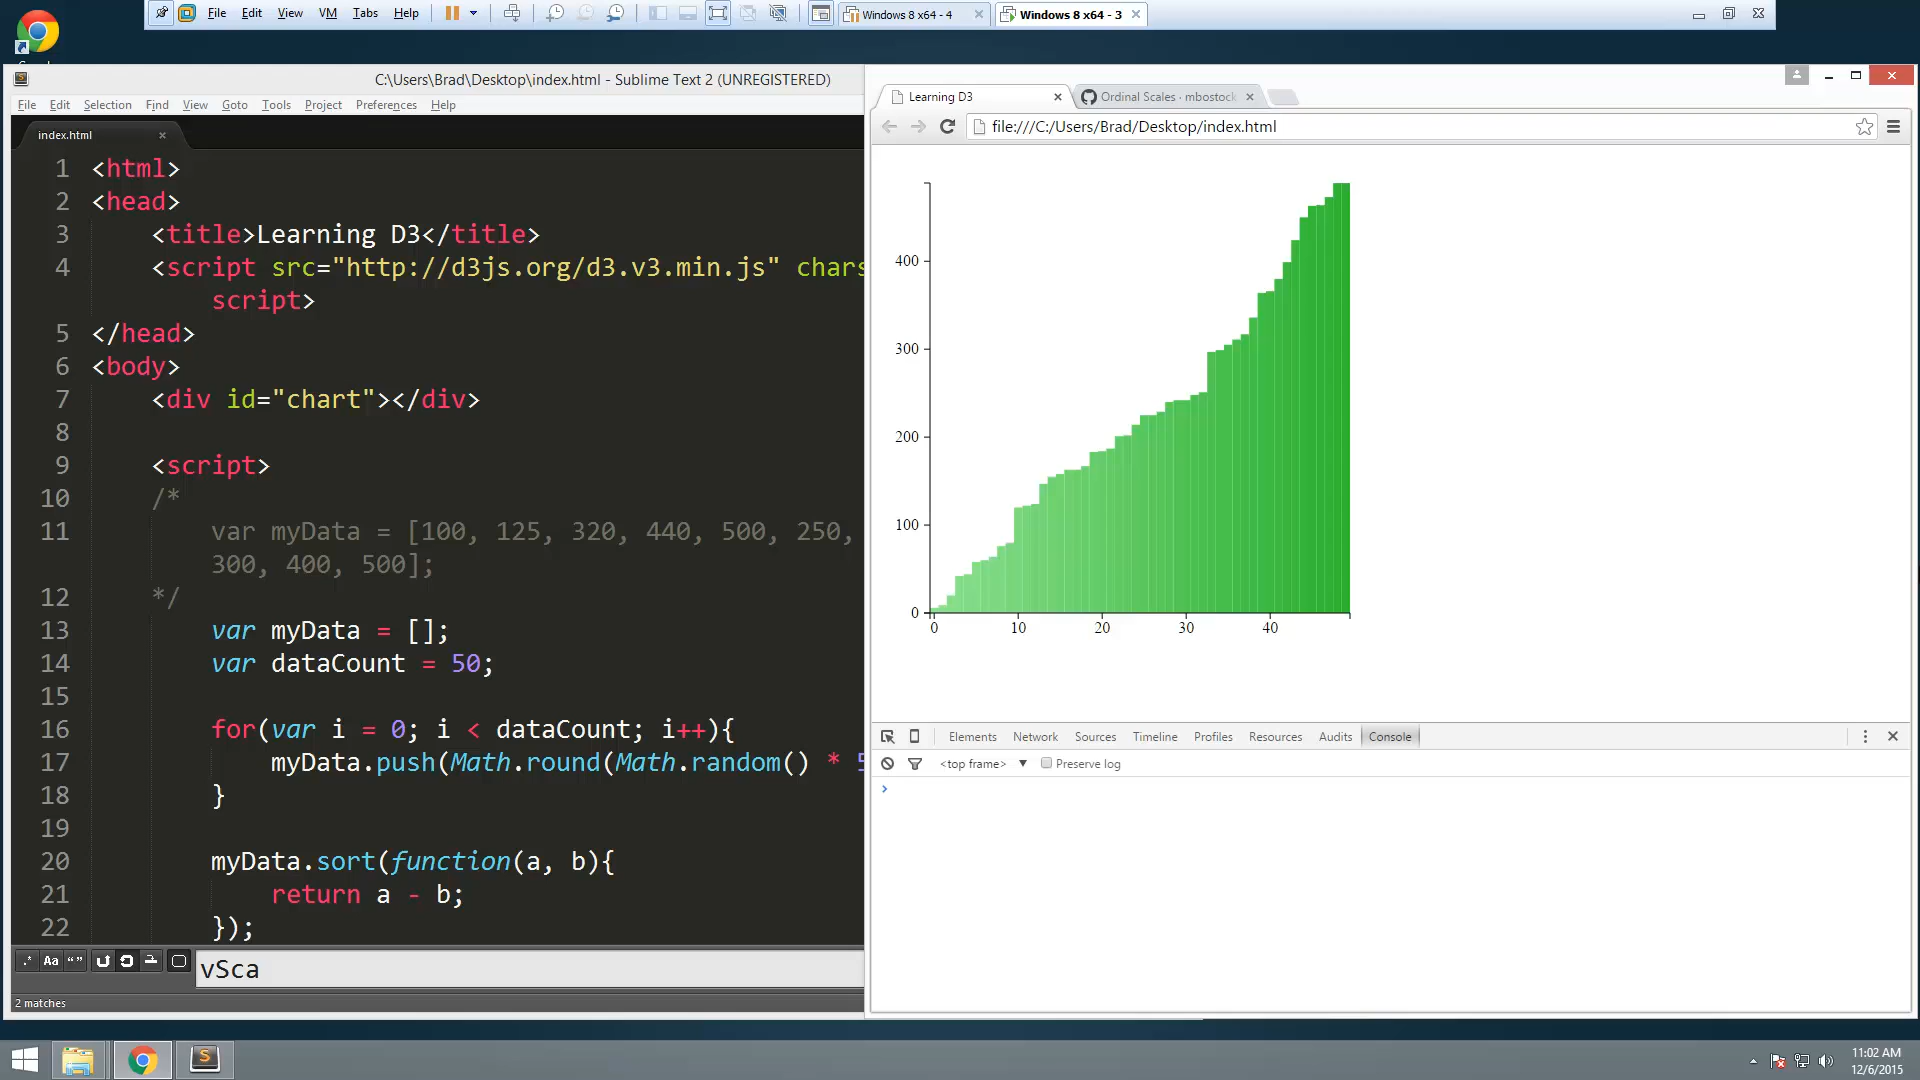 File Edit View VM Tabs Help
Windows 8 x64 - 4
Windows 8 x64 - 3
C:\Users\Brad\Desktop\index.html - Sublime Text 2 (UNREGISTERED)
File Edit Selection Find View Goto Tools Project Preferences Help
index.html
1 <html>
2 <head>
3 <title>Learning D3</title>
4 <script src="http://d3js.org/d3.v3.min.js" chars
script>
5 </head>
6 <body>
7 <div id="chart"></div>
8
9 <script>
10 /*
11 var myData = [100, 125, 320, 440, 500, 250,
300, 400, 500];
12 */
13 var myData = [];
14 var dataCount = 50;
15
16 for(var i = 0; i < dataCount; i++){
17 myData.push(Math.round(Math.random() * 5
18 }
19
20 myData.sort(function(a, b){
21 return a - b;
22 });
.* Aa “”
vSca
2 matches
Learning D3
Ordinal Scales · mbostock
file:///C:/Users/Brad/Desktop/index.html
400
300
200
100
0
0 10 20 30 40
Elements Network Sources Timeline Profiles Resources Audits Console
<top frame> ▼ Preserve log
>
11:02 AM
12/6/2015